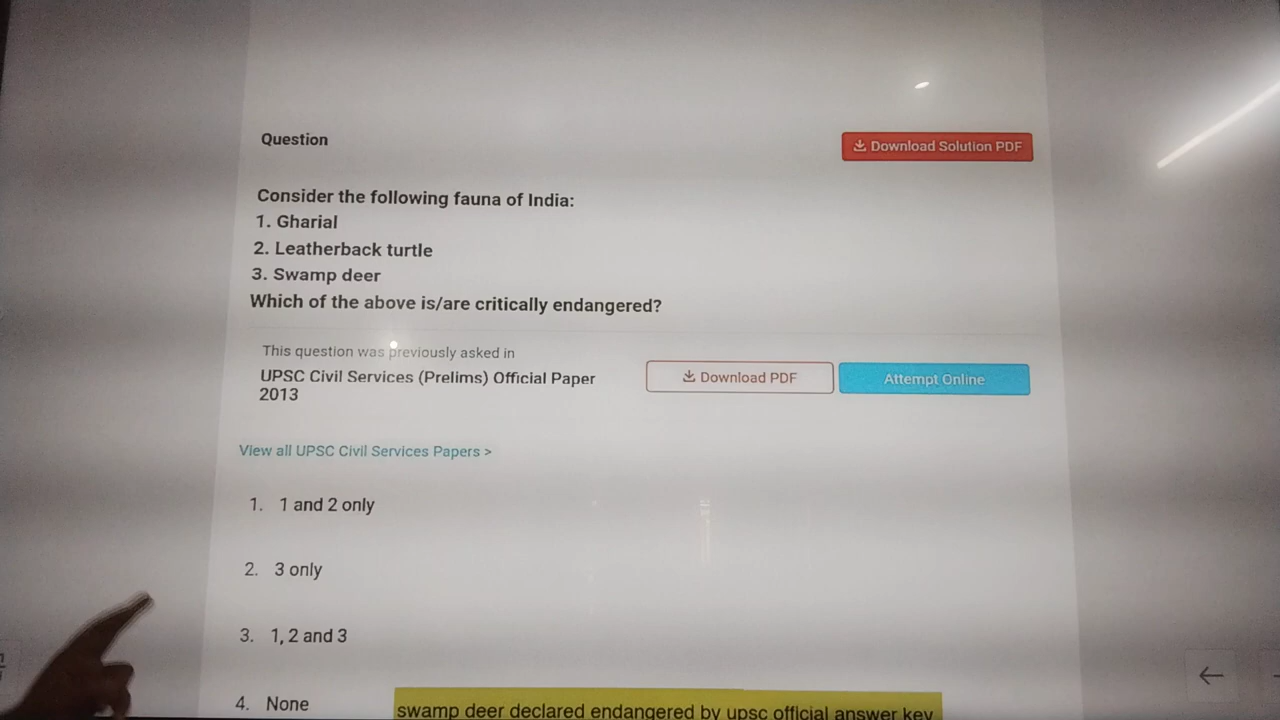 Question
Download Solution PDF
Consider the following fauna of India:
1. Gharial
2. Leatherback turtle
3. Swamp deer
Which of the above is/are critically endangered?
This question was previously asked in
UPSC Civil Services (Prelims) Official Paper
2013
Download PDF
Attempt Online
View all UPSC Civil Services Papers >
1. 1 and 2 only
2. 3 only
3. 1, 2 and 3
4. None
swamp deer declared endangered by upsc official answer key